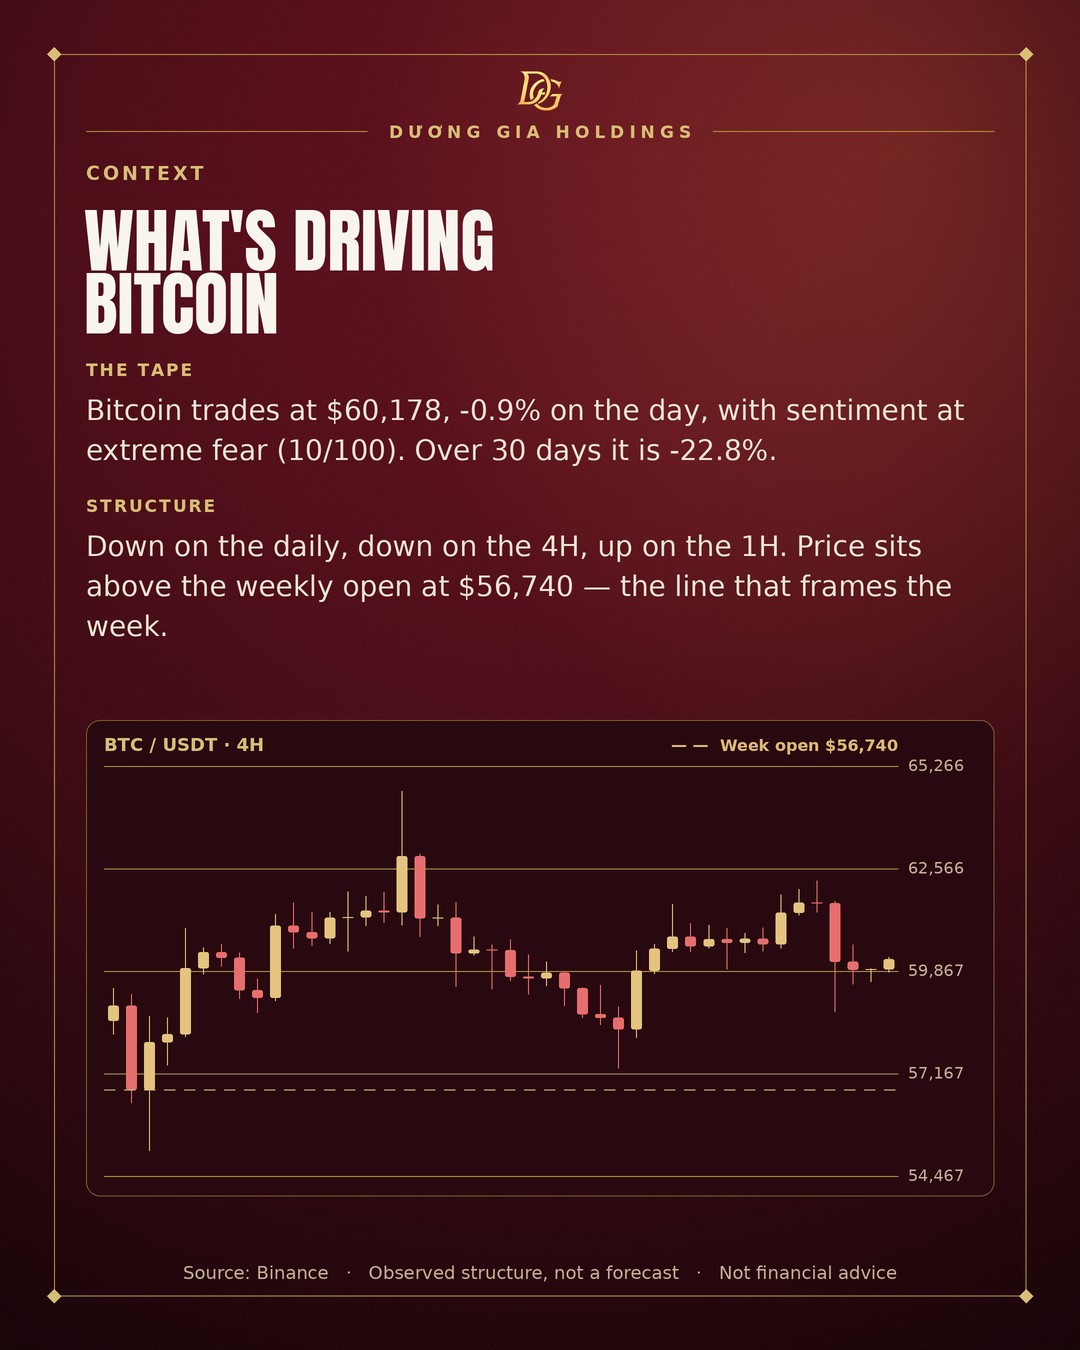 DG
DƯƠNG GIA HOLDINGS
CONTEXT
WHAT'S DRIVING
BITCOIN
THE TAPE
Bitcoin trades at $60,178, -0.9% on the day, with sentiment at
extreme fear (10/100). Over 30 days it is -22.8%.
STRUCTURE
Down on the daily, down on the 4H, up on the 1H. Price sits
above the weekly open at $56,740 — the line that frames the
week.
BTC / USDT · 4H
— — Week open $56,740
65,266
62,566
59,867
57,167
54,467
Source: Binance · Observed structure, not a forecast · Not financial advice